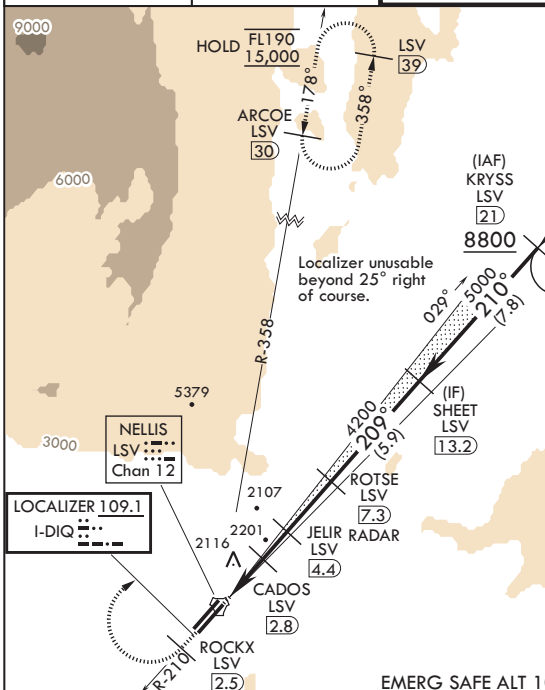 9000
HOLD FL190
15,000
LSV
39
178°
358°
ARCOE
LSV
30
6000
(IAF)
KRYSS
LSV
21
8800
Localizer unusable
beyond 25° right
of course.
029°
5000
210°
(7.8)
R-358
5379
(IF)
SHEET
LSV
13.2
4200
209°
(5.9)
NELLIS
LSV
Chan 12
3000
ROTSE
LSV
7.3
RADAR
LOCALIZER 109.1
I-DIQ
2107
2201
2116
JELIR
LSV
4.4
CADOS
LSV
2.8
ROCKX
LSV
2.5
R-210
EMERG SAFE ALT 10